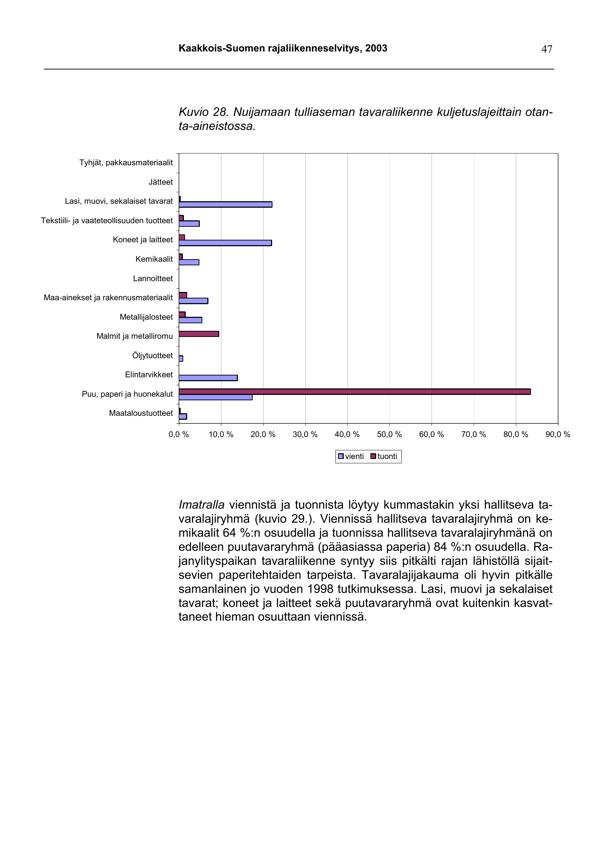 Kaakkois-Suomen rajaliikenneselvitys, 2003 47
Kuvio 28. Nuijamaan tulliaseman tavaraliikenne kuljetuslajeittain otan-
ta-aineistossa.
Tyhjät, pakkausmateriaalit
Jätteet
Lasi, muovi, sekalaiset tavarat
Tekstiili- ja vaateteollisuuden tuotteet
Koneet ja laitteet
Kemikaalit
Lannoitteet
Maa-ainekset ja rakennusmateriaalit
Metallijalosteet
Malmit ja metalliromu
Öljytuotteet
Elintarvikkeet
Puu, paperi ja huonekalut
Maataloustuotteet
0,0 % 10,0 % 20,0 % 30,0 % 40,0 % 50,0 % 60,0 % 70,0 % 80,0 % 90,0 %
vienti tuonti
Imatralla viennistä ja tuonnista löytyy kummastakin yksi hallitseva ta-
varalajiryhmä (kuvio 29.). Viennissä hallitseva tavaralajiryhmä on ke-
mikaalit 64 %:n osuudella ja tuonnissa hallitseva tavaralajiryhmänä on
edelleen puutavararyhmä (pääasiassa paperia) 84 %:n osuudella. Ra-
janylityspaikan tavaraliikenne syntyy siis pitkälti rajan lähistöllä sijait-
sevien paperitehtaiden tarpeista. Tavaralajijakauma oli hyvin pitkälle
samanlainen jo vuoden 1998 tutkimuksessa. Lasi, muovi ja sekalaiset
tavarat; koneet ja laitteet sekä puutavararyhmä ovat kuitenkin kasvat-
taneet hieman osuuttaan viennissä.